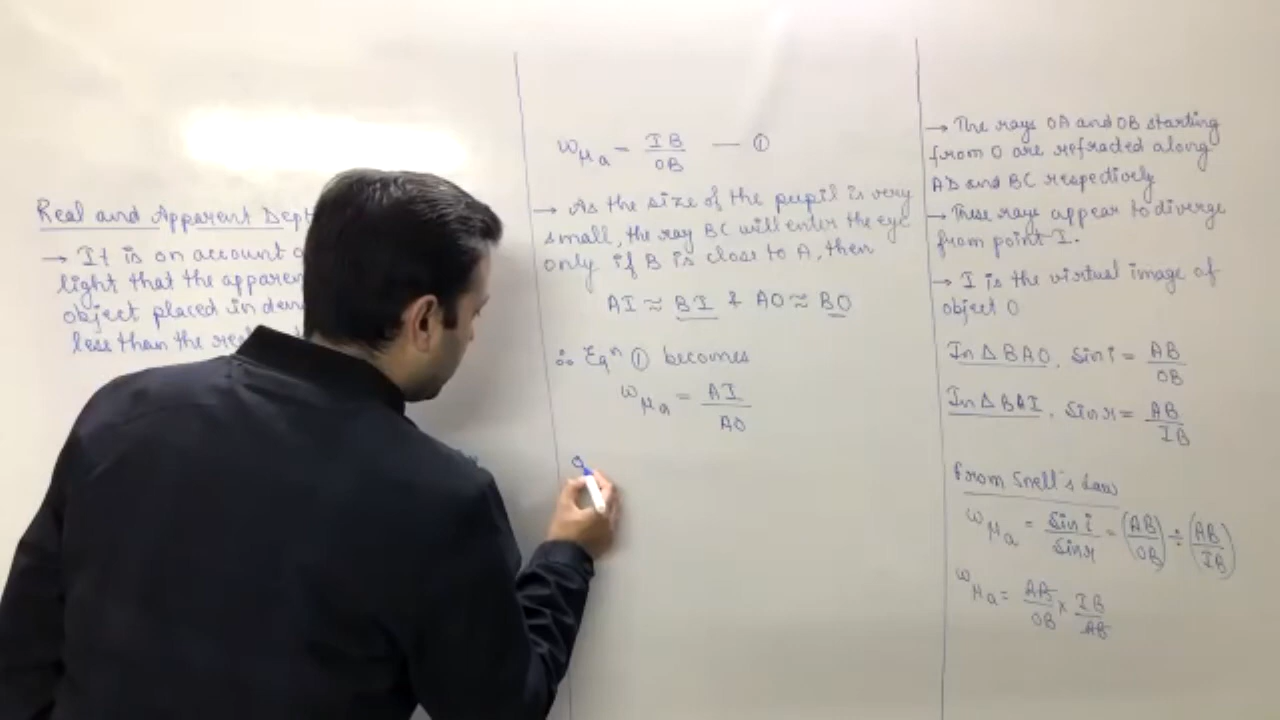 Real and Apparent Dept
→ It is on account o
light that the apparen
object placed in den
less than the real
ωμa = IB/OB — ①
→ As the size of the pupil is very
small, the ray BC will enter the eye
only if B is close to A, then
AI ≈ BI & AO ≈ BO
∴ Eqⁿ ① becomes
ωμa = AI/AO
→ The rays OA and OB starting
from O are refracted along
AD and BC respectively
→ These rays appear to diverge
from point I.
→ I is the virtual image of
object O
In Δ BAO, Sin i = AB/OB
In Δ BAI, Sin r = AB/IB
from Snell's Law
ωμa = Sin i/Sin r = (AB/OB) ÷ (AB/IB)
ωμa = AB/OB × IB/AB